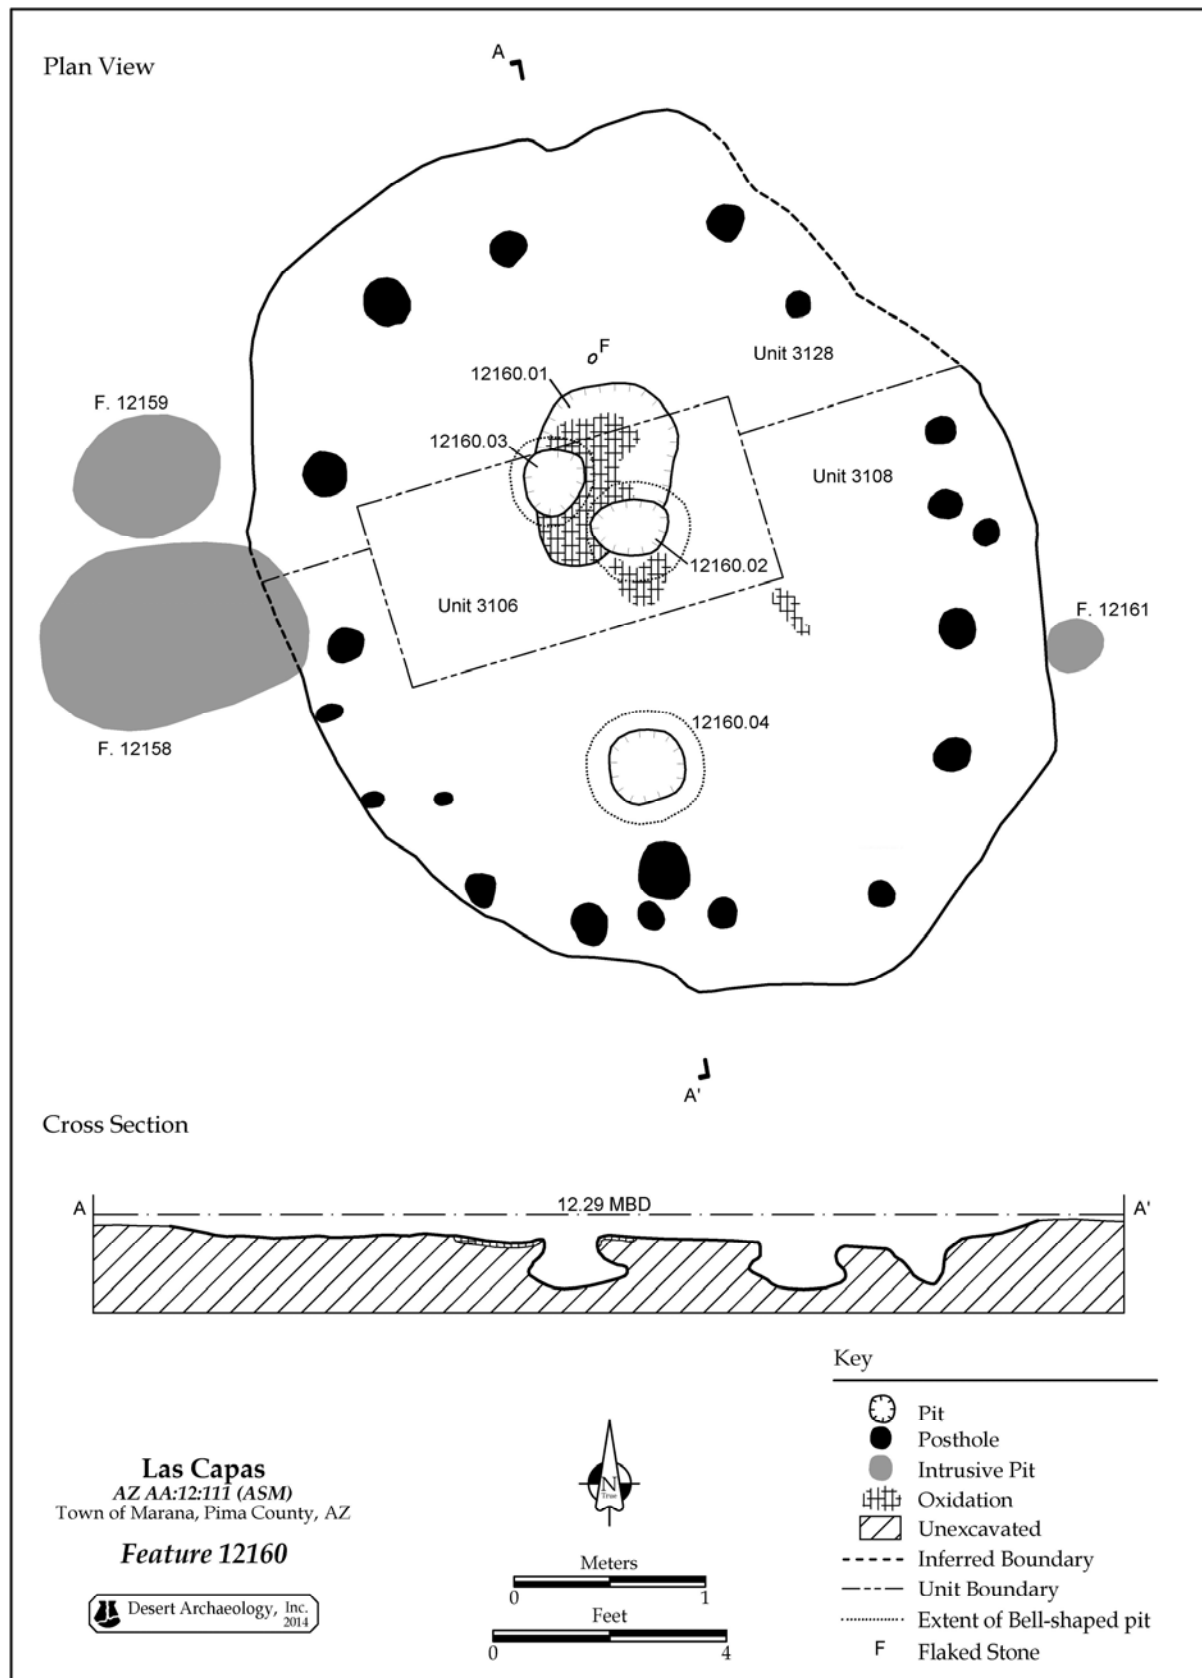 Plan View
A
F
12160.01
Unit 3128
F. 12159
12160.03
Unit 3108
12160.02
Unit 3106
F. 12161
12160.04
F. 12158
A'
Cross Section
A
12.29 MBD
A'
Key
Pit
Posthole
Intrusive Pit
Oxidation
Unexcavated
Inferred Boundary
Unit Boundary
Extent of Bell-shaped pit
F Flaked Stone
Las Capas
AZ AA:12:111 (ASM)
Town of Marana, Pima County, AZ
Feature 12160
Desert Archaeology, Inc.
2014
N
True
Meters
0 1
Feet
0 4